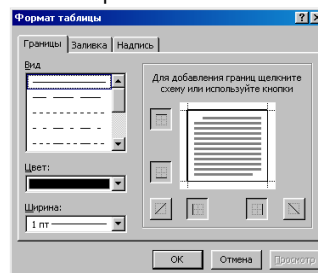 Формат таблицы
Границы Заливка Надпись
Вид
Для добавления границ щелкните
схему или используйте кнопки
Цвет:
Ширина:
1 пт
ОК Отмена Просмотр